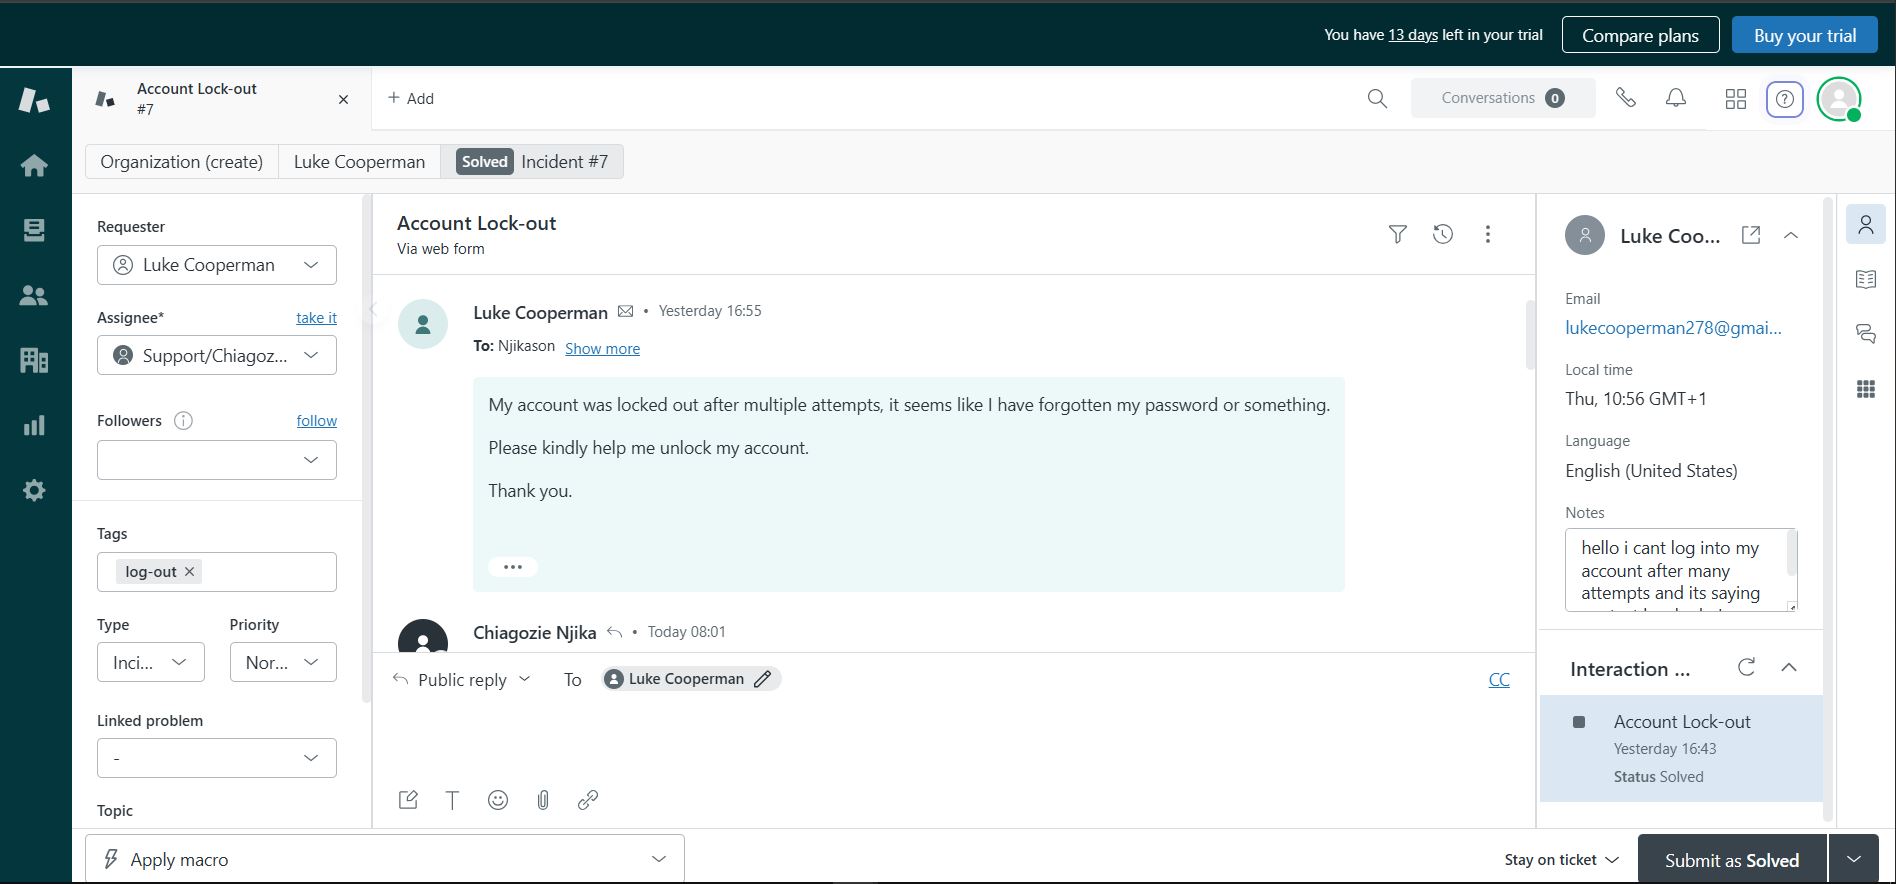 You have 13 days left in your trial
Compare plans
Buy your trial
Account Lock-out
#7
+ Add
Conversations 0
Organization (create)
Luke Cooperman
Solved Incident #7
Requester
Luke Cooperman
Assignee* take it
Support/Chiagoz...
Followers follow
Tags
log-out ×
Type Priority
Inci... Nor...
Linked problem
-
Topic
Account Lock-out
Via web form
Luke Cooperman • Yesterday 16:55
To: Njikason Show more
My account was locked out after multiple attempts, it seems like I have forgotten my password or something.
Please kindly help me unlock my account.
Thank you.
•••
Chiagozie Njika • Today 08:01
Public reply To Luke Cooperman CC
Luke Coo...
Email
lukecooperman278@gmai...
Local time
Thu, 10:56 GMT+1
Language
English (United States)
Notes
hello i cant log into my
account after many
attempts and its saying
Interaction ...
Account Lock-out
Yesterday 16:43
Status Solved
Apply macro
Stay on ticket
Submit as Solved